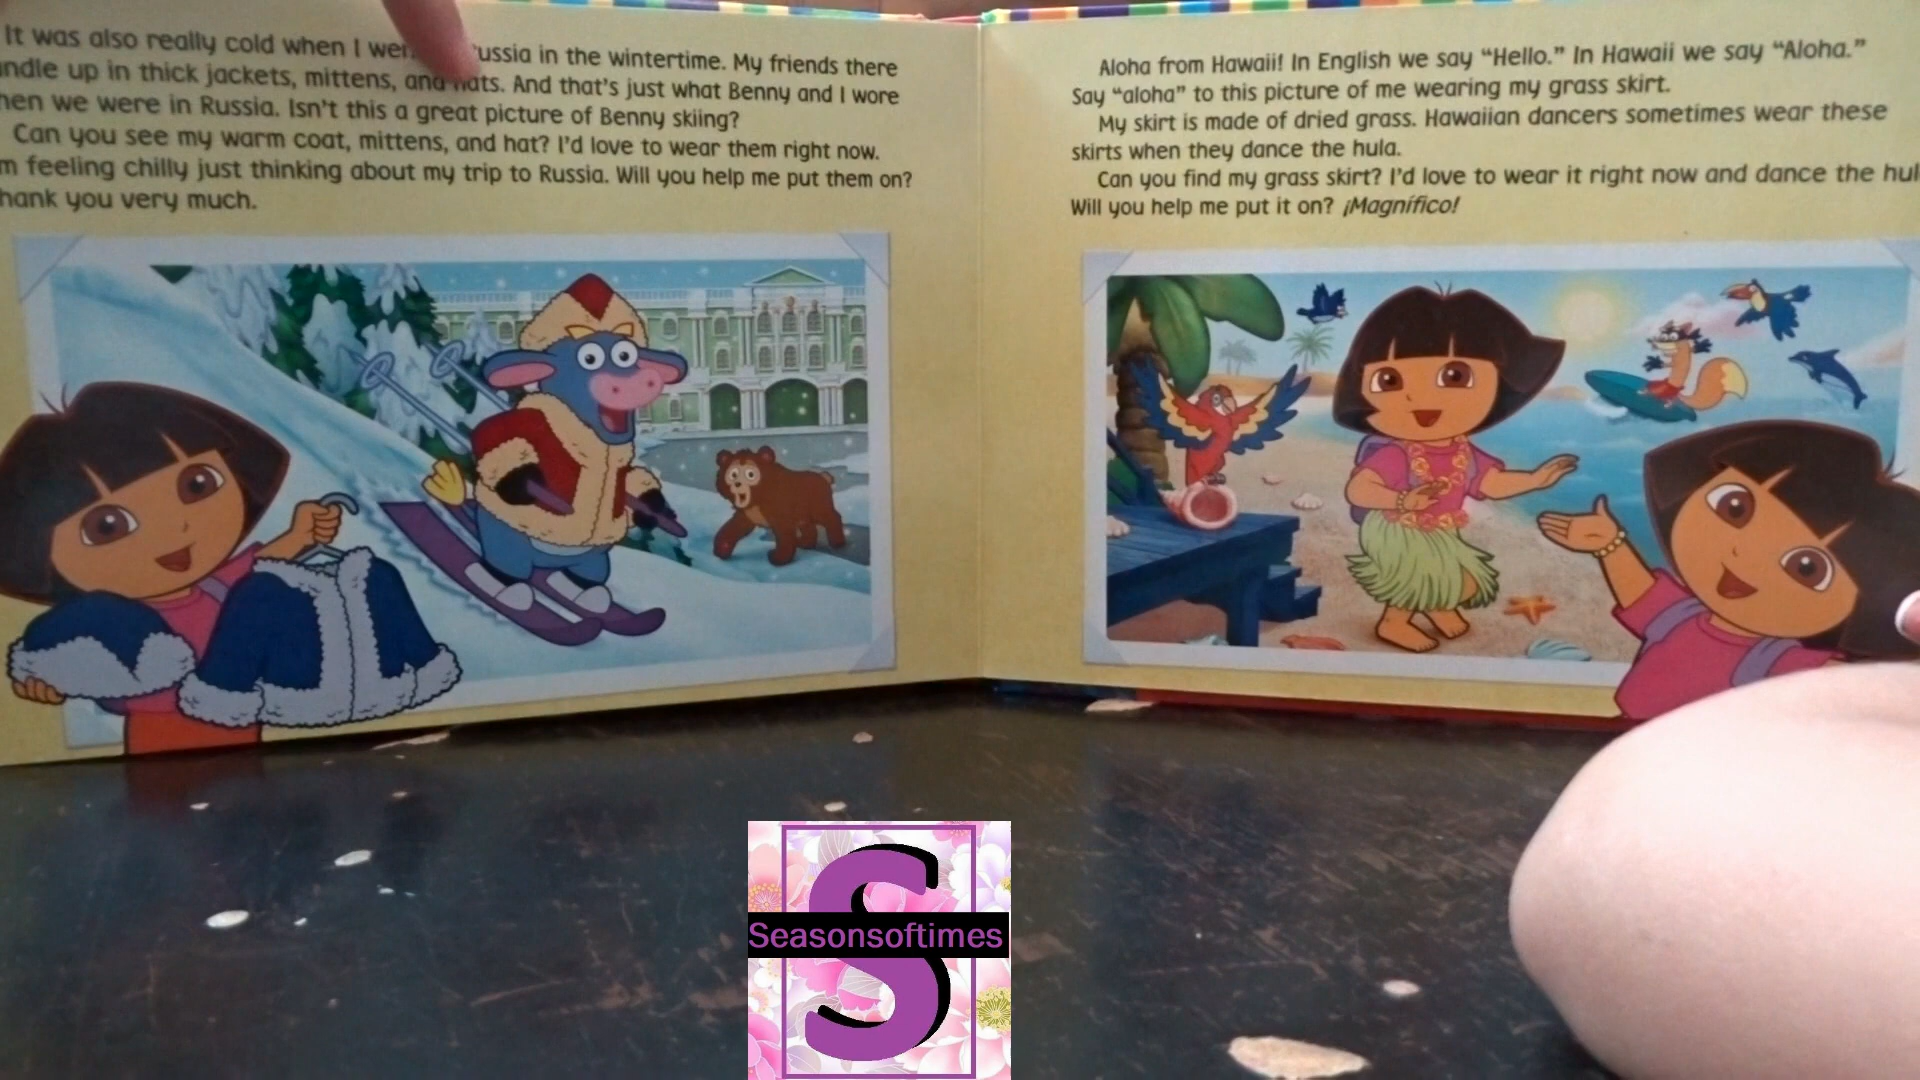 It was also really cold when I ussia in the wintertime. My friends there
up in thick jackets, mittens, and hats. And that's just what Benny and I wore
we were in Russia. Isn't this a great picture of Benny skiing?
Can you see my warm coat, mittens, and hat? I'd love to wear them right now.
m feeling chilly just thinking about my trip to Russia. Will you help me put them on?
hank you very much.
Aloha from Hawaii! In English we say “Hello.” In Hawaii we say “Aloha.”
Say “aloha” to this picture of me wearing my grass skirt.
My skirt is made of dried grass. Hawaiian dancers sometimes wear these
skirts when they dance the hula.
Can you find my grass skirt? I'd love to wear it right now and dance the hul
Will you help me put it on? ¡Magnífico!
S
Seasonsoftimes